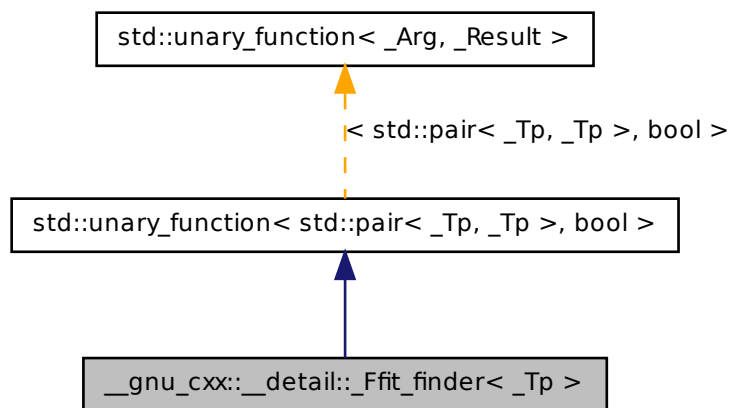 std::unary_function< _Arg, _Result >
< std::pair< _Tp, _Tp >, bool >
std::unary_function< std::pair< _Tp, _Tp >, bool >
__gnu_cxx::__detail::_Ffit_finder< _Tp >